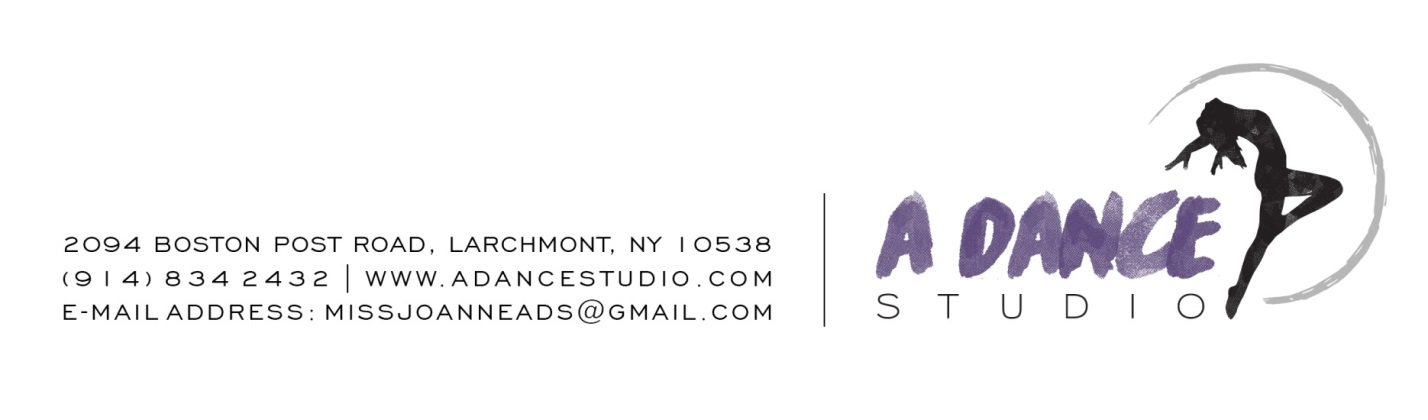 2094 BOSTON POST ROAD, LARCHMONT, NY 10538
(914) 834 2432 | WWW.ADANCESTUDIO.COM
E-MAIL ADDRESS: MISSJOANNEADS@GMAIL.COM
A DANCE
STUDIO